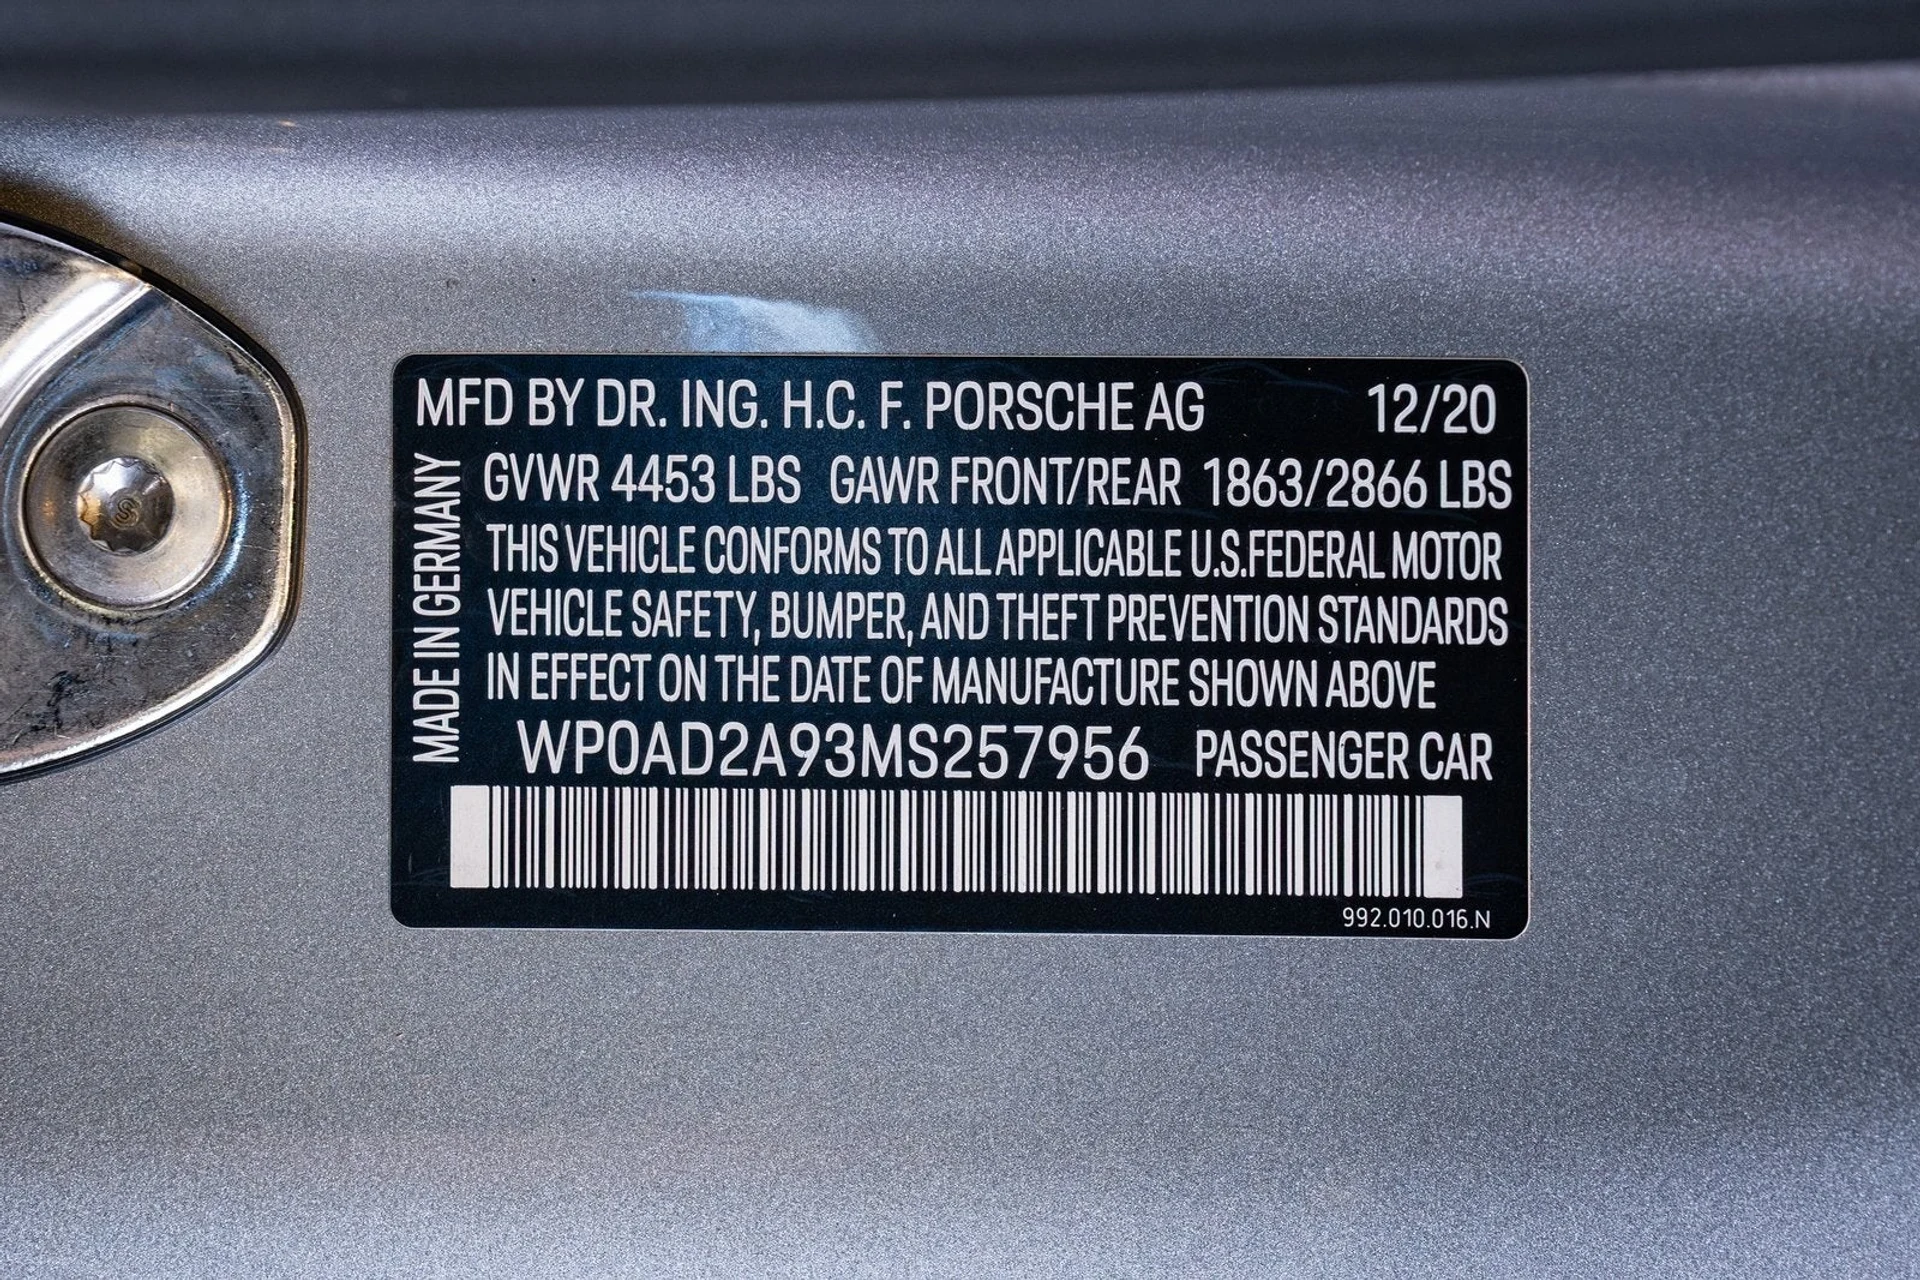 MFD BY DR. ING. H.C. F. PORSCHE AG 12/20
MADE IN GERMANY
GVWR 4453 LBS GAWR FRONT/REAR 1863/2866 LBS
THIS VEHICLE CONFORMS TO ALL APPLICABLE U.S.FEDERAL MOTOR
VEHICLE SAFETY, BUMPER, AND THEFT PREVENTION STANDARDS
IN EFFECT ON THE DATE OF MANUFACTURE SHOWN ABOVE
WP0AD2A93MS257956 PASSENGER CAR
992.010.016.N